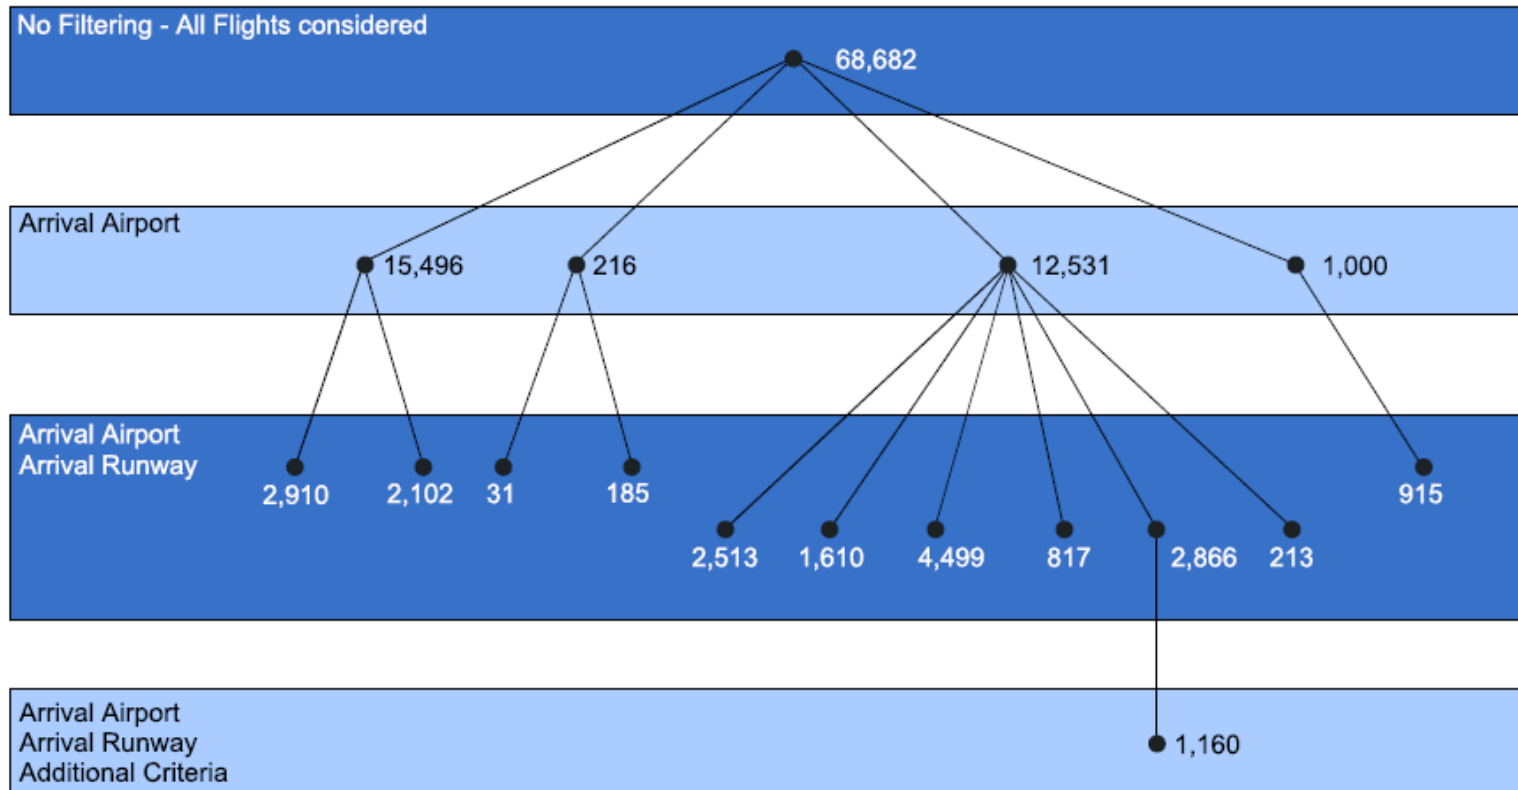 No Filtering - All Flights considered
68,682
Arrival Airport
15,496
216
12,531
1,000
Arrival Airport
Arrival Runway
2,910
2,102
31
185
915
2,513
1,610
4,499
817
2,866
213
Arrival Airport
Arrival Runway
1,160
Additional Criteria